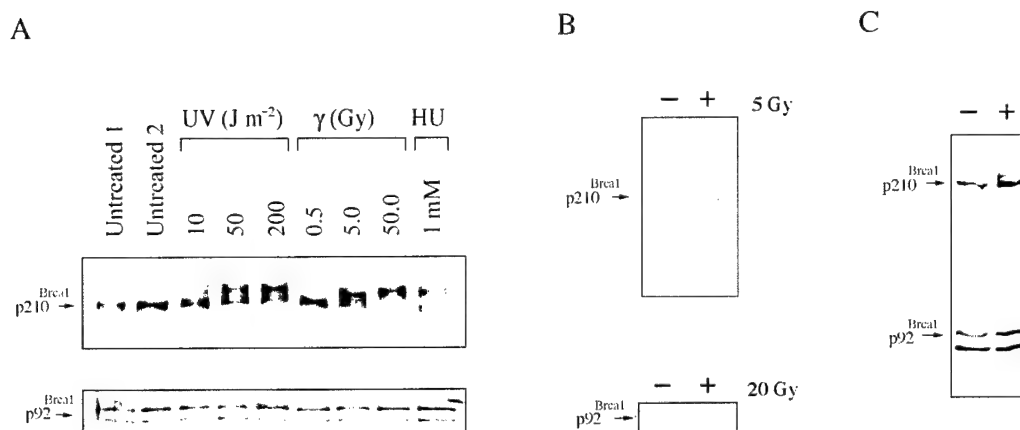 A
UV (J m⁻²)
γ (Gy)
HU
Untreated 1
Untreated 2
10
50
200
0.5
5.0
50.0
1 mM
p210 Brca1 →
p92 Brca1 →
B
− +
5 Gy
p210 Brca1 →
− +
20 Gy
p92 Brca1 →
C
− +
p210 Brca1 →
p92 Brca1 →